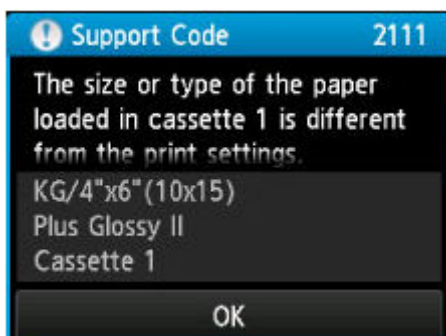 Support Code 2111
The size or type of the paper
loaded in cassette 1 is different
from the print settings.
KG/4"x6"(10x15)
Plus Glossy II
Cassette 1
OK